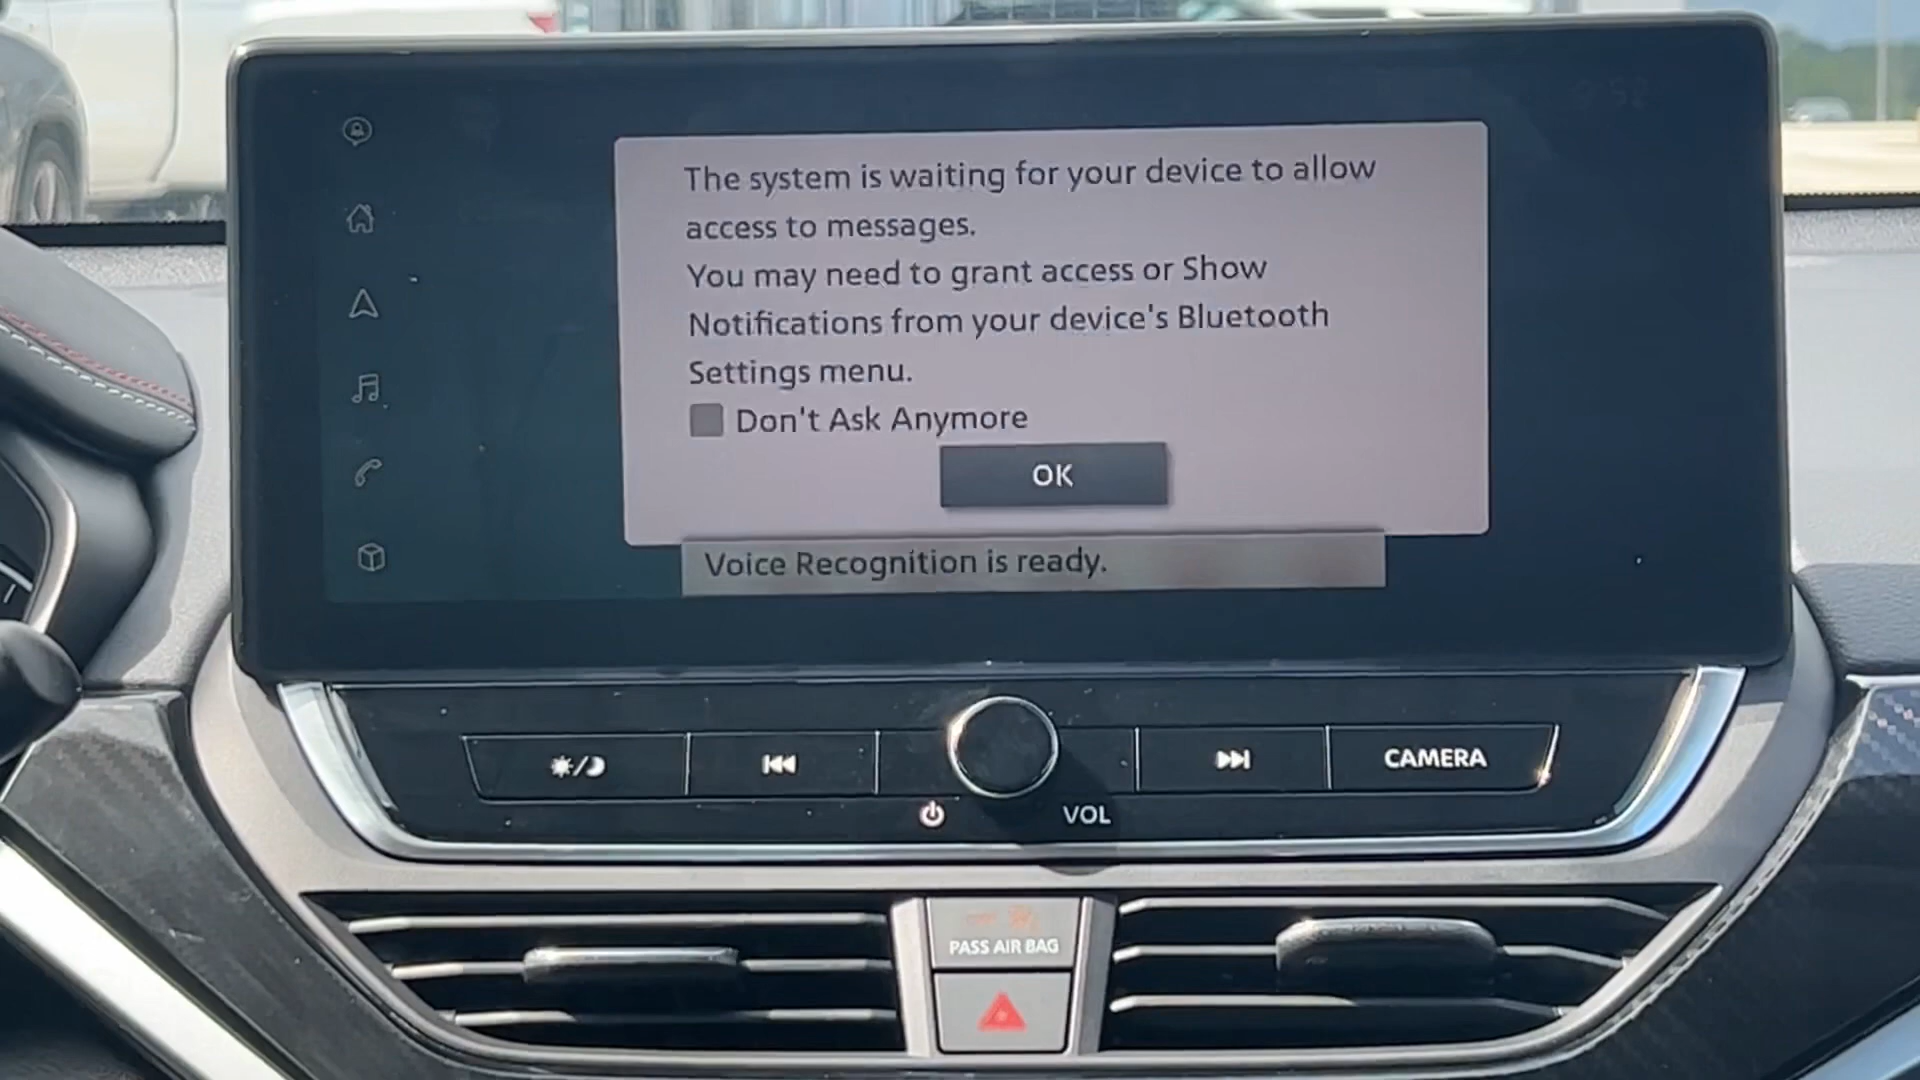 The system is waiting for your device to allow
access to messages.
You may need to grant access or Show
Notifications from your device's Bluetooth
Settings menu.
Don't Ask Anymore
OK
Voice Recognition is ready.
CAMERA
VOL
PASS AIR BAG